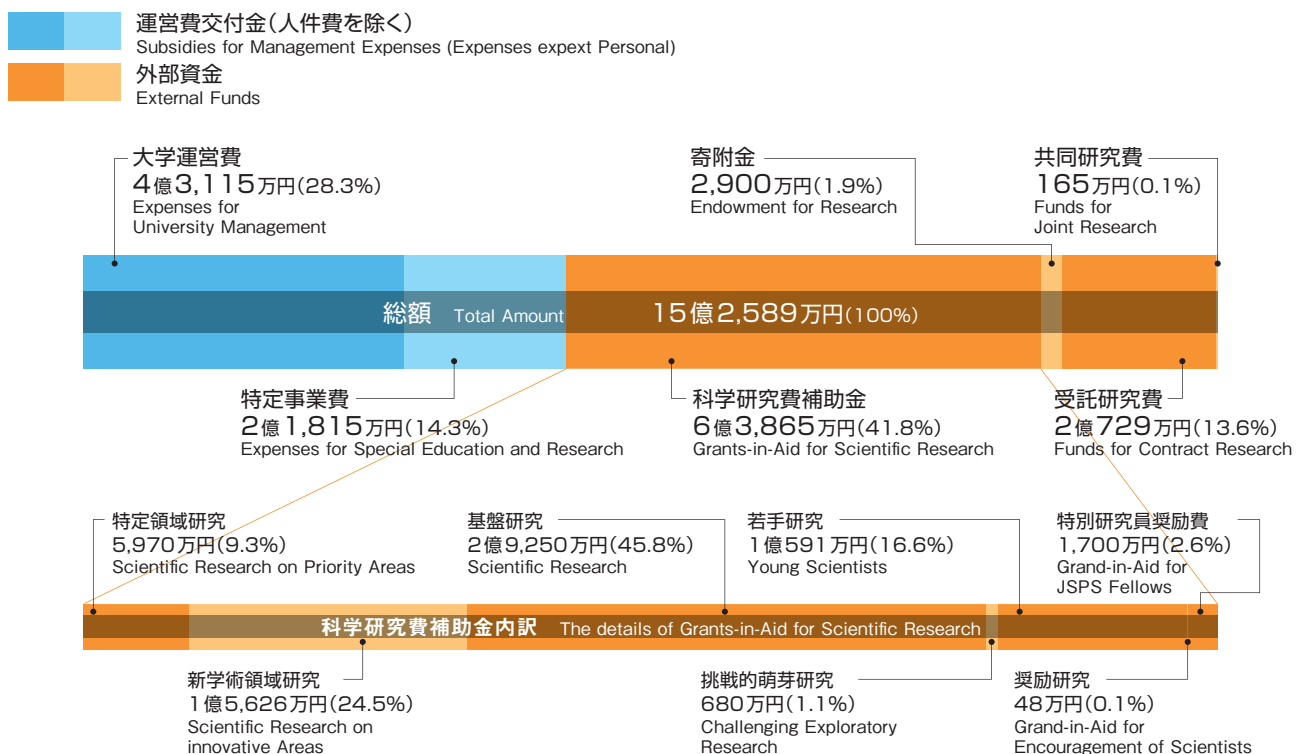 運営費交付金(人件費を除く)
Subsidies for Management Expenses (Expenses expext Personal)
外部資金
External Funds
大学運営費
4億3,115万円(28.3%)
Expenses for
University Management
寄附金
2,900万円(1.9%)
Endowment for Research
共同研究費
165万円(0.1%)
Funds for
Joint Research
総額 Total Amount 15億2,589万円(100%)
特定事業費
2億1,815万円(14.3%)
Expenses for Special Education and Research
科学研究費補助金
6億3,865万円(41.8%)
Grants-in-Aid for Scientific Research
受託研究費
2億729万円(13.6%)
Funds for Contract Research
特定領域研究
5,970万円(9.3%)
Scientific Research on Priority Areas
基盤研究
2億9,250万円(45.8%)
Scientific Research
若手研究
1億591万円(16.6%)
Young Scientists
特別研究員奨励費
1,700万円(2.6%)
Grand-in-Aid for
JSPS Fellows
科学研究費補助金内訳 The details of Grants-in-Aid for Scientific Research
新学術領域研究
1億5,626万円(24.5%)
Scientific Research on
innovative Areas
挑戦的萌芽研究
680万円(1.1%)
Challenging Exploratory
Research
奨励研究
48万円(0.1%)
Grand-in-Aid for
Encouragement of Scientists